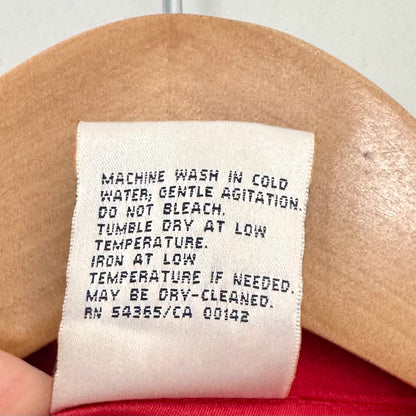 MACHINE WASH IN COLD
WATER; GENTLE AGITATION.
DO NOT BLEACH.
TUMBLE DRY AT LOW
TEMPERATURE.
IRON AT LOW
TEMPERATURE IF NEEDED.
MAY BE DRY-CLEANED.
RN 54365/CA 00142